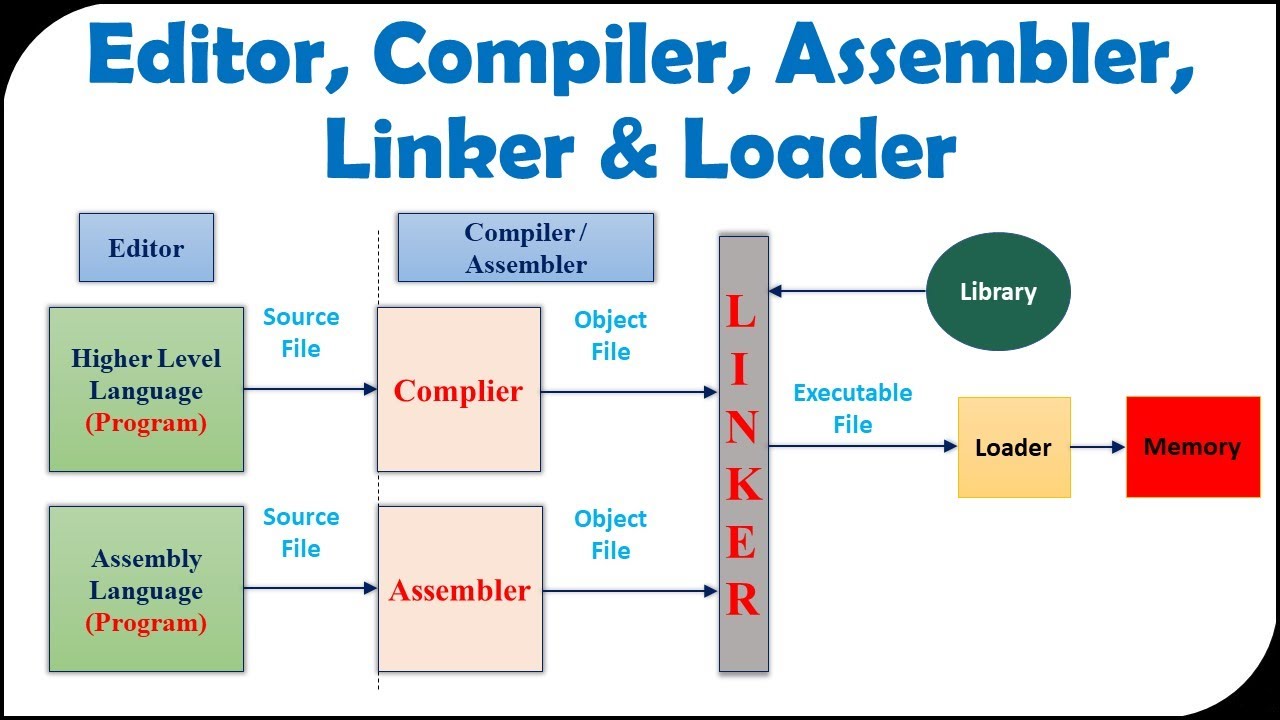 Editor, Compiler, Assembler,
Linker & Loader
Editor
Compiler /
Assembler
Higher Level
Language
(Program)
Source
File
Complier
Object
File
Assembly
Language
(Program)
Source
File
Assembler
Object
File
LINKER
Library
Executable
File
Loader
Memory